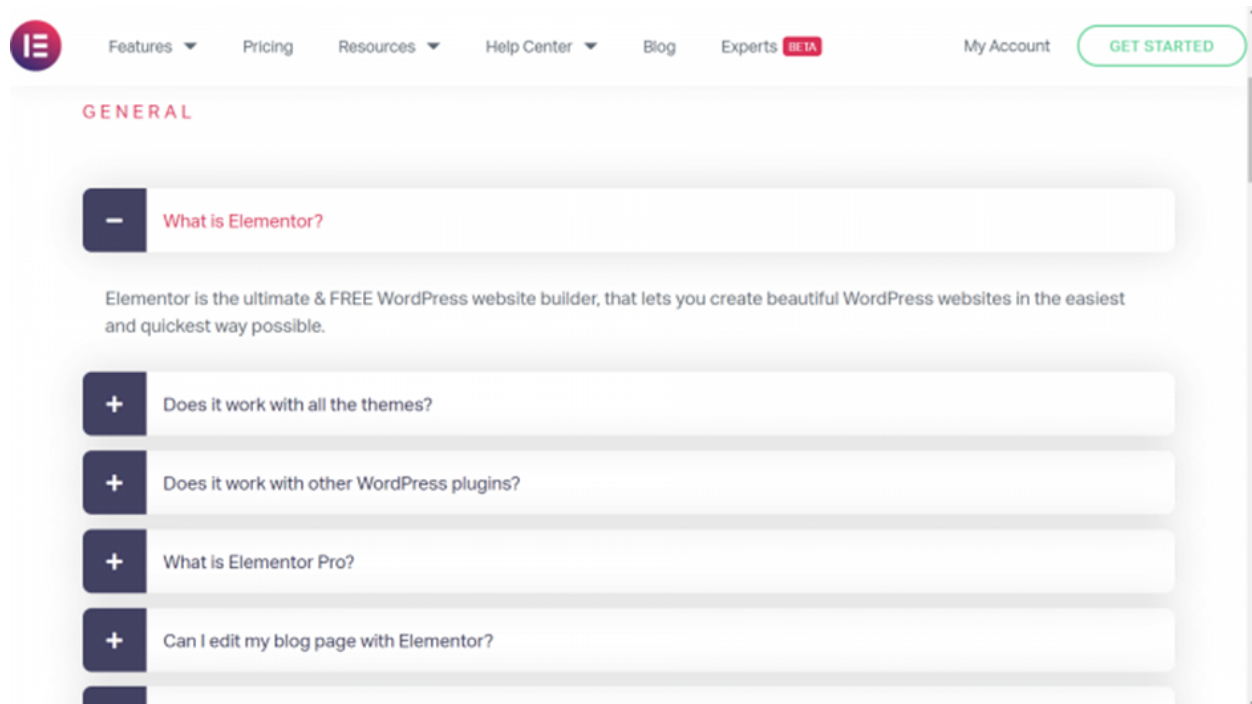 Features Pricing Resources Help Center Blog Experts BETA My Account GET STARTED
GENERAL
What is Elementor?
Elementor is the ultimate & FREE WordPress website builder, that lets you create beautiful WordPress websites in the easiest
and quickest way possible.
Does it work with all the themes?
Does it work with other WordPress plugins?
What is Elementor Pro?
Can I edit my blog page with Elementor?